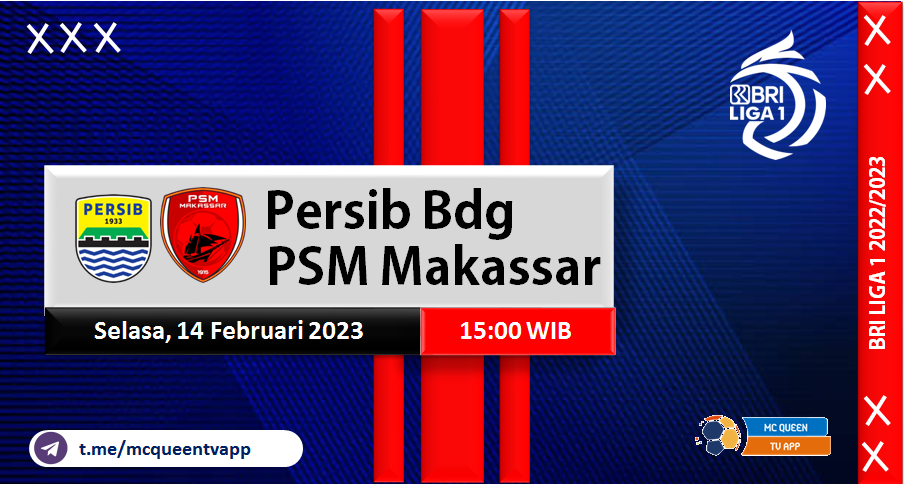 X X X
BRI
LIGA 1
PERSIB
1933
PSM
MAKASSAR
1915
Persib Bdg
PSM Makassar
Selasa, 14 Februari 2023
15:00 WIB
BRI LIGA 1 2022/2023
t.me/mcqueentvapp
MC QUEEN
TV APP